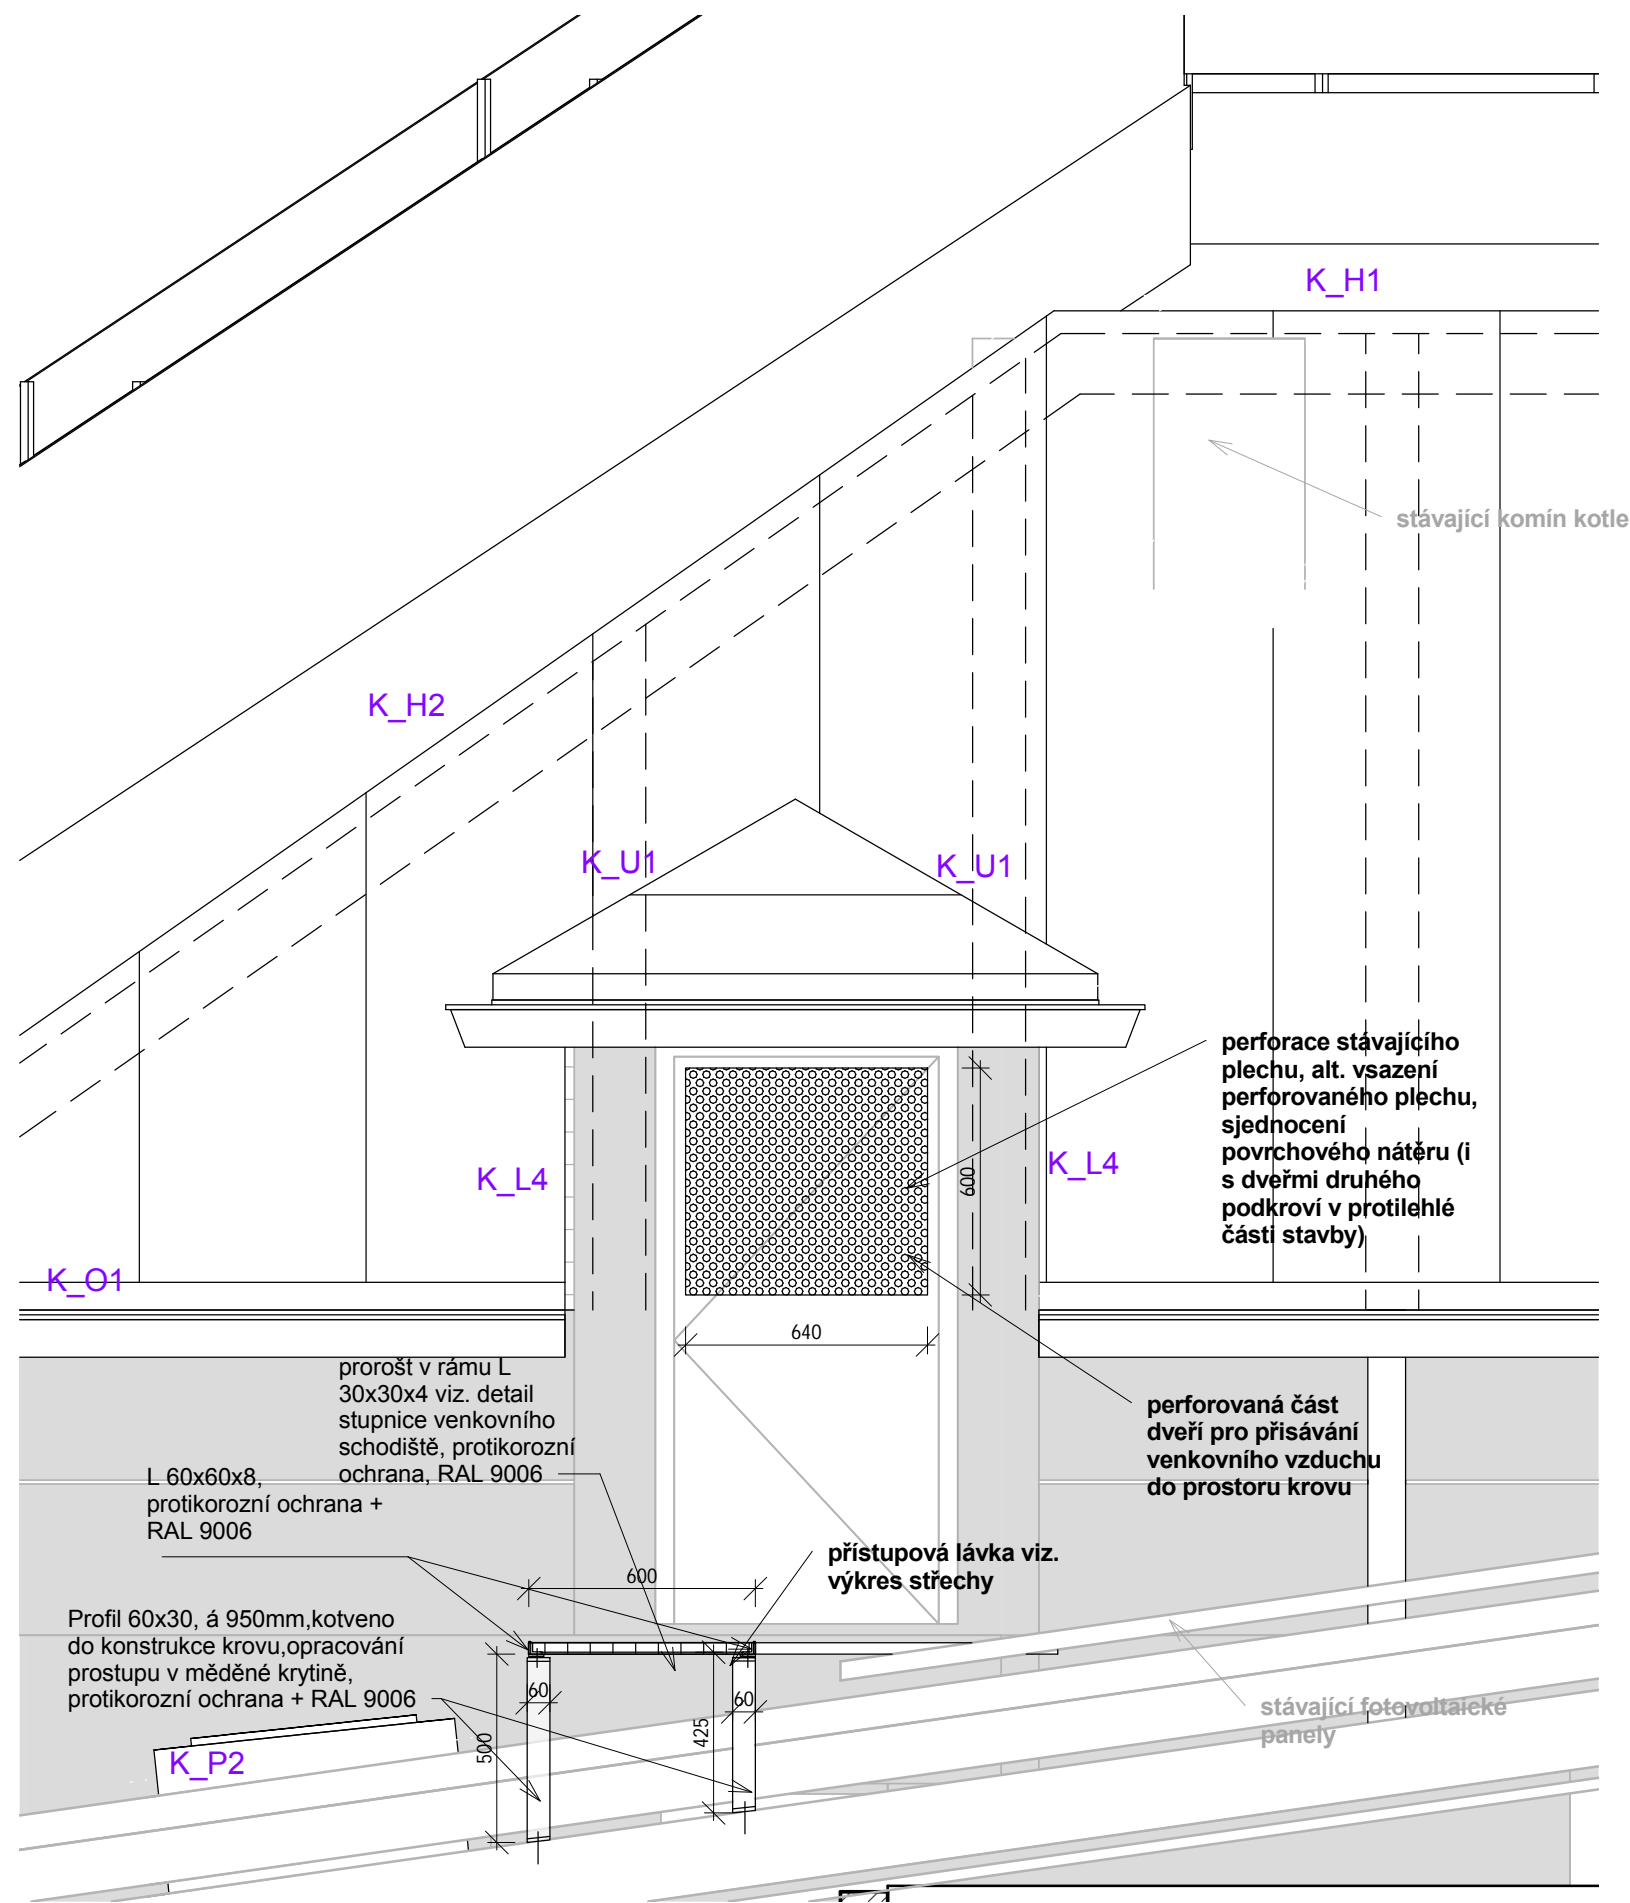 K_H1
stávající komín kotle
K_H2
K_U1
K_U1
perforace stávajícího
plechu, alt. vsazení
perforovaného plechu,
sjednocení
povrchového nátěru (i
s dveřmi druhého
podkroví v protilehlé
části stavby)
K_L4
K_L4
600
K_O1
640
prorošt v rámu L
30x30x4 viz. detail
stupnice venkovního
schodiště, protikorozní
ochrana, RAL 9006
perforovaná část
dveří pro přisávání
venkovního vzduchu
do prostoru krovu
L 60x60x8,
protikorozní ochrana +
RAL 9006
přístupová lávka viz.
výkres střechy
600
Profil 60x30, á 950mm,kotveno
do konstrukce krovu,opracování
prostupu v měděné krytině,
protikorozní ochrana + RAL 9006
60
60
500
425
stávající fotovoltaické
panely
K_P2